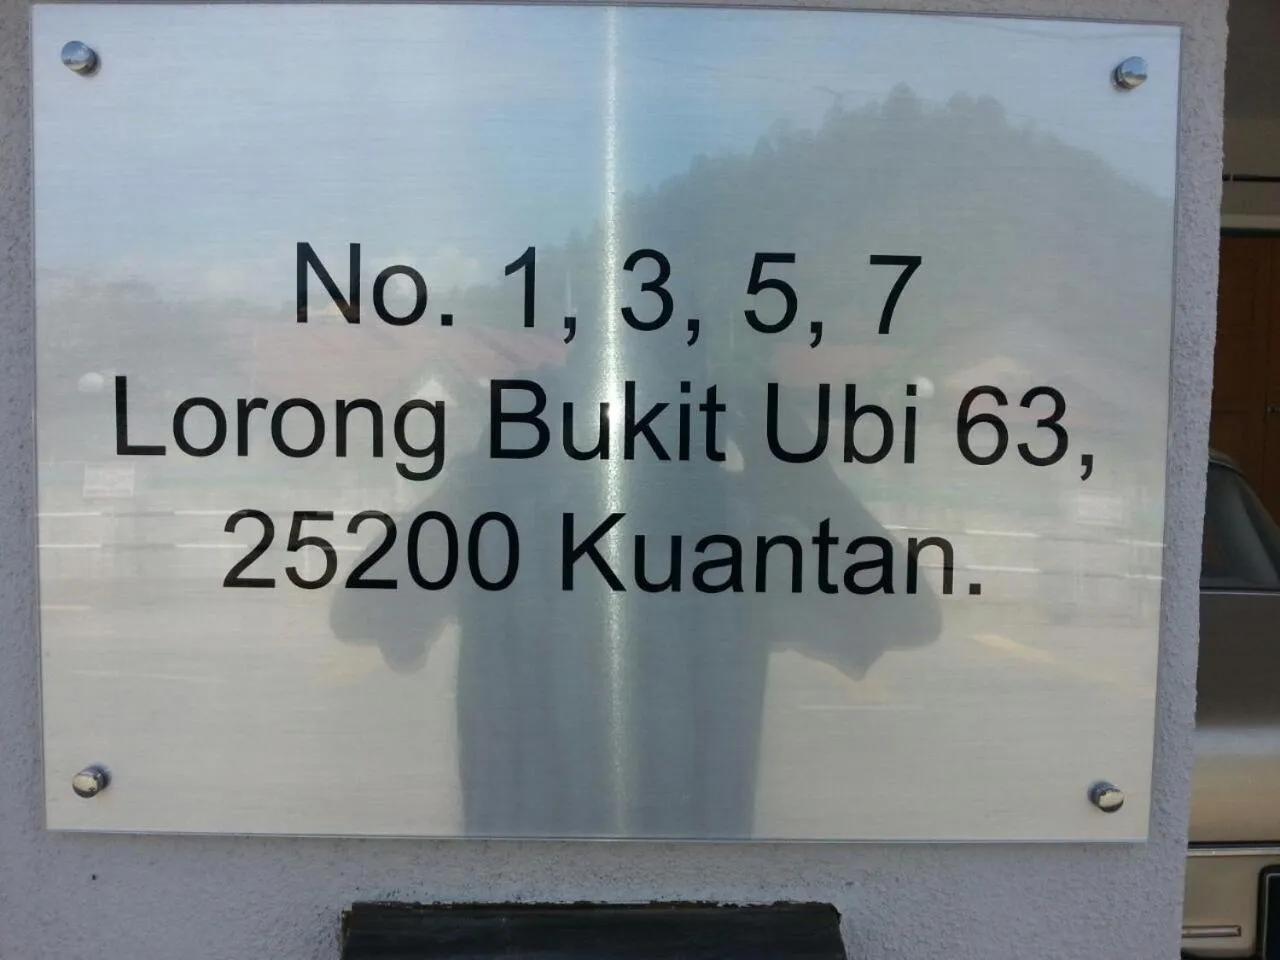 No. 1, 3, 5, 7
Lorong Bukit Ubi 63,
25200 Kuantan.